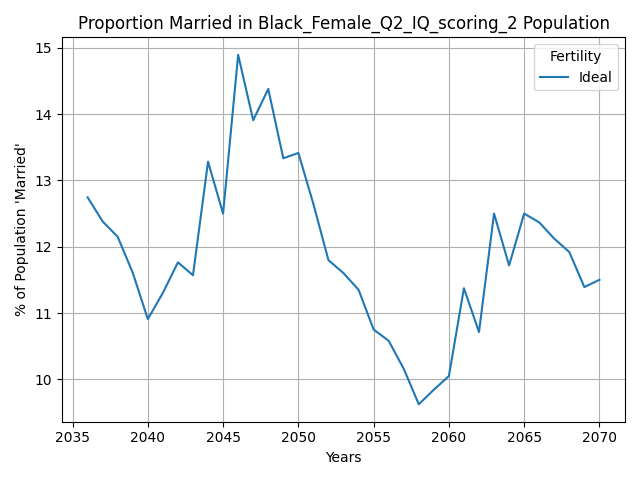 Proportion Married in Black_Female_Q2_IQ_scoring_2 Population
Fertility
Ideal
% of Population 'Married'
15
14
13
12
11
10
2035 2040 2045 2050 2055 2060 2065 2070
Years